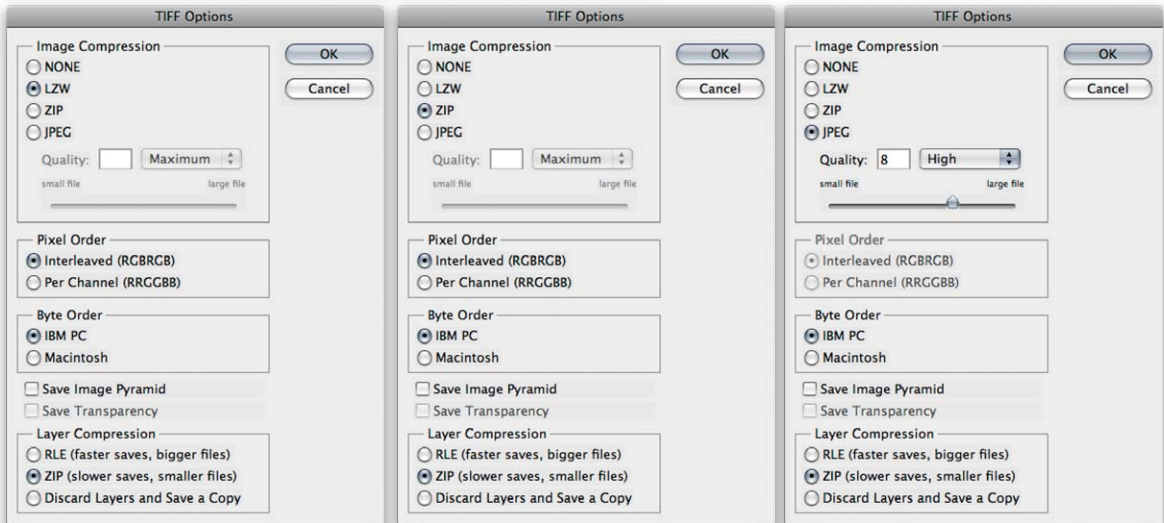 TIFF Options
Image Compression
OK
NONE
LZW
Cancel
ZIP
JPEG
Quality:
Maximum
small file
large file
Pixel Order
Interleaved (RGBRGB)
Per Channel (RRGGBB)
Byte Order
IBM PC
Macintosh
Save Image Pyramid
Save Transparency
Layer Compression
RLE (faster saves, bigger files)
ZIP (slower saves, smaller files)
Discard Layers and Save a Copy
TIFF Options
Image Compression
OK
NONE
LZW
Cancel
ZIP
JPEG
Quality:
Maximum
small file
large file
Pixel Order
Interleaved (RGBRGB)
Per Channel (RRGGBB)
Byte Order
IBM PC
Macintosh
Save Image Pyramid
Save Transparency
Layer Compression
RLE (faster saves, bigger files)
ZIP (slower saves, smaller files)
Discard Layers and Save a Copy
TIFF Options
Image Compression
OK
NONE
LZW
Cancel
ZIP
JPEG
Quality: 8 High
small file
large file
Pixel Order
Interleaved (RGBRGB)
Per Channel (RRGGBB)
Byte Order
IBM PC
Macintosh
Save Image Pyramid
Save Transparency
Layer Compression
RLE (faster saves, bigger files)
ZIP (slower saves, smaller files)
Discard Layers and Save a Copy